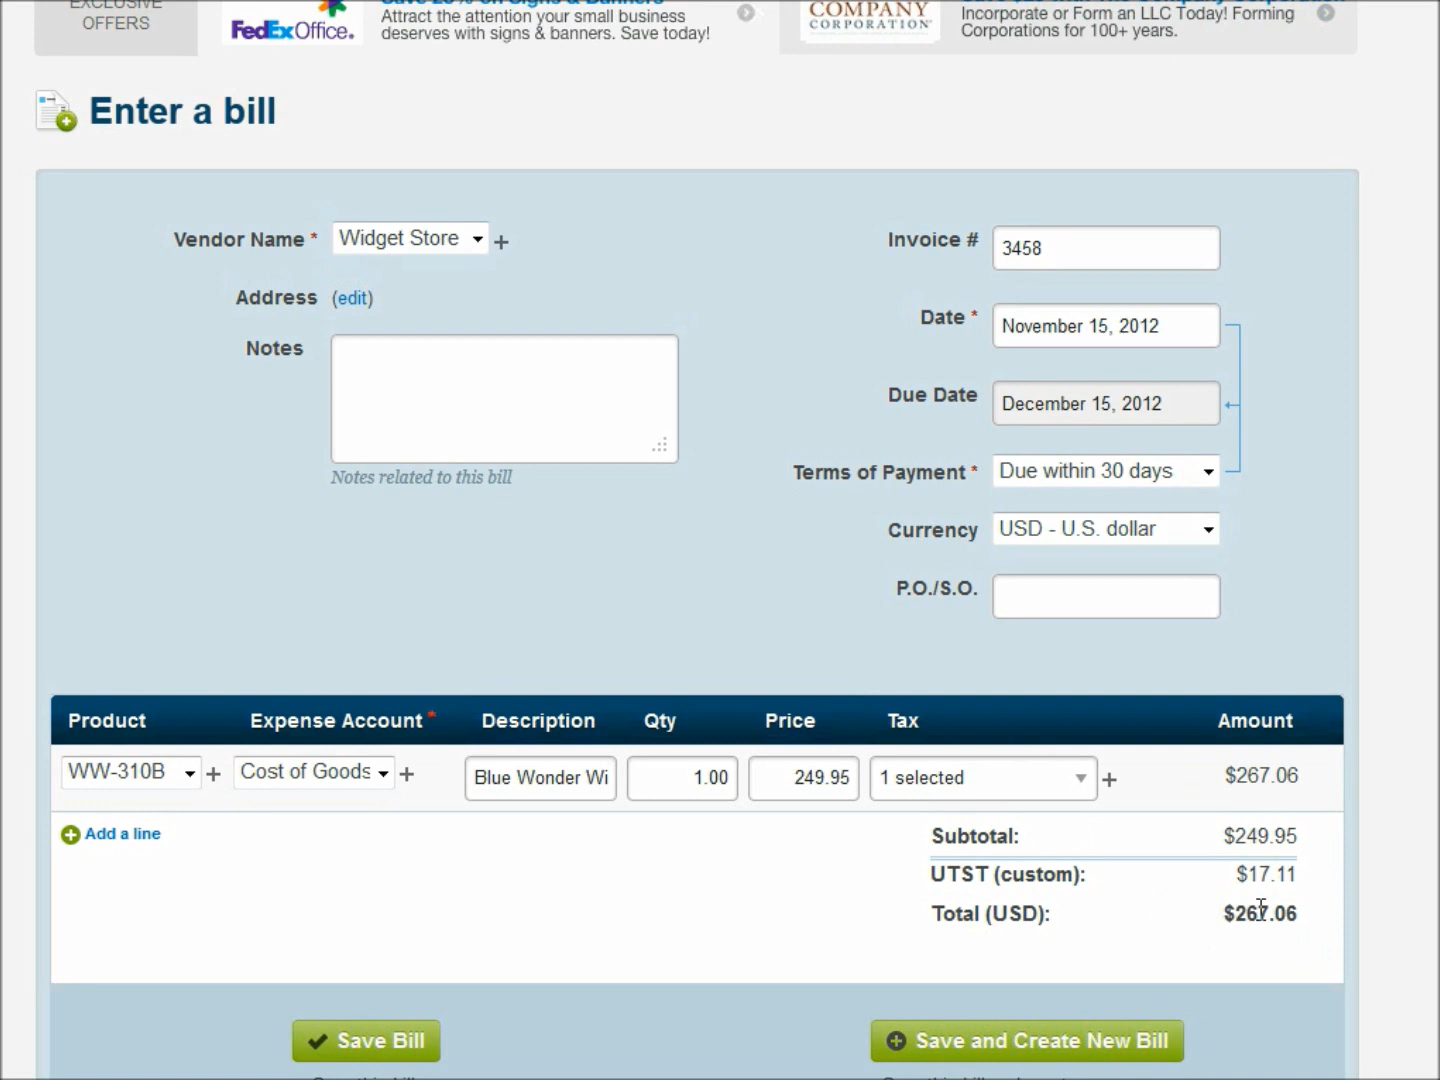 EXCLUSIVE
OFFERS
FedExOffice.
Attract the attention your small business
deserves with signs & banners. Save today!
COMPANY
CORPORATION
Incorporate or Form an LLC Today! Forming
Corporations for 100+ years.
Enter a bill
Vendor Name * Widget Store
Invoice # 3458
Address (edit)
Date * November 15, 2012
Notes
Due Date December 15, 2012
Notes related to this bill
Terms of Payment * Due within 30 days
Currency USD - U.S. dollar
P.O./S.O.
Product Expense Account * Description Qty Price Tax Amount
WW-310B Cost of Goods Blue Wonder Wi 1.00 249.95 1 selected $267.06
Add a line
Subtotal: $249.95
UTST (custom): $17.11
Total (USD): $267.06
Save Bill
Save and Create New Bill